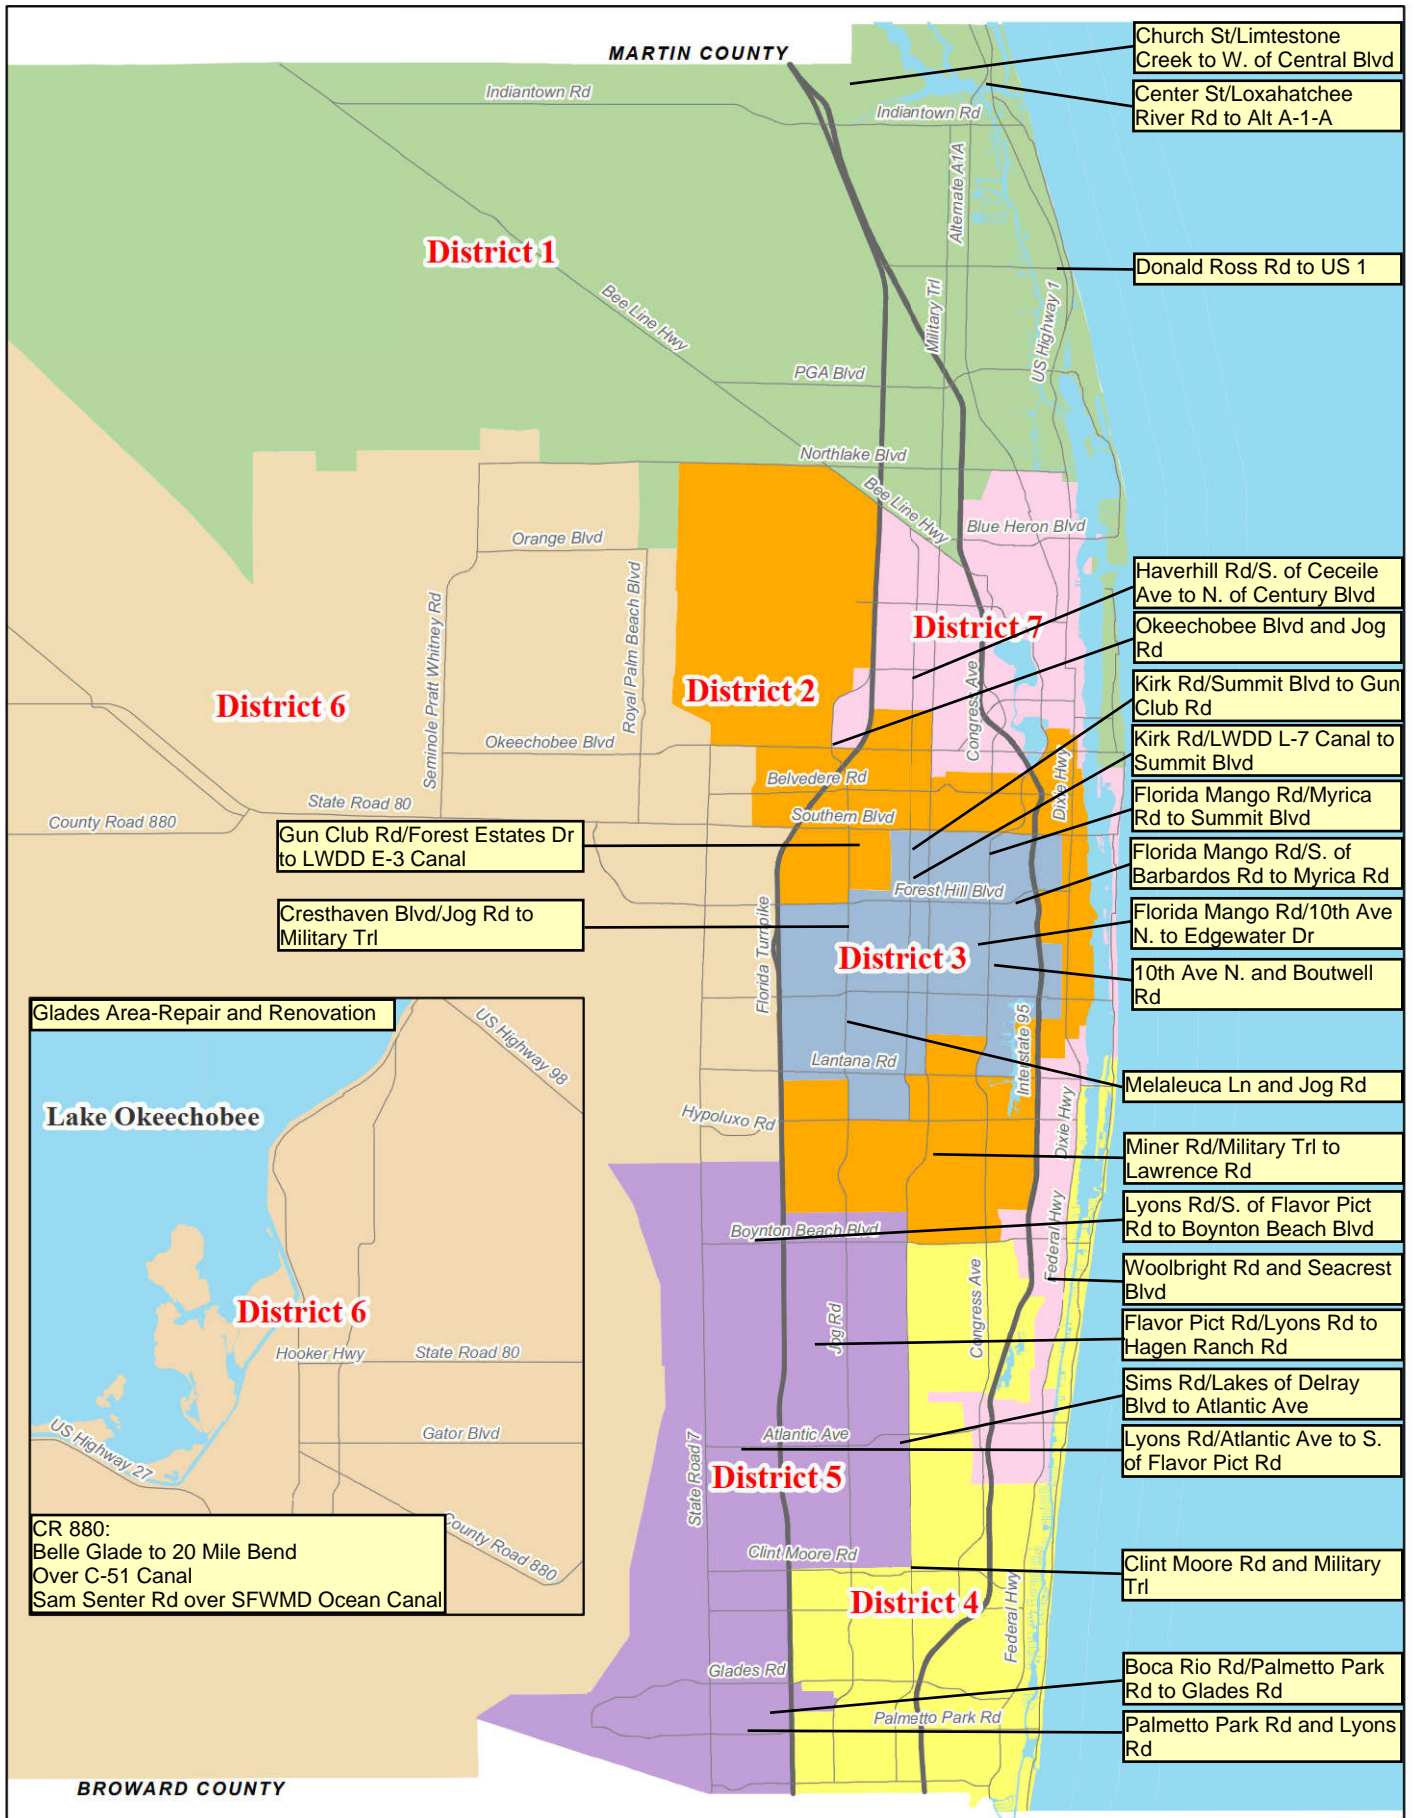 MARTIN COUNTY
Church St/Limtestone
Creek to W. of Central Blvd
Indiantown Rd
Center St/Loxahatchee
River Rd to Alt A-1-A
Indiantown Rd
Alternate A1A
District 1
Donald Ross Rd to US 1
Bee Line Hwy
Military Trl
US Highway 1
PGA Blvd
Northlake Blvd
Bee Line Hwy
Blue Heron Blvd
Orange Blvd
Haverhill Rd/S. of Ceceile
Ave to N. of Century Blvd
Seminole Pratt Whitney Rd
Royal Palm Beach Blvd
District 7
Okeechobee Blvd and Jog
Rd
District 6
District 2
Congress Ave
Kirk Rd/Summit Blvd to Gun
Club Rd
Okeechobee Blvd
Kirk Rd/LWDD L-7 Canal to
Summit Blvd
Belvedere Rd
Dixie Hwy
State Road 80
County Road 880
Southern Blvd
Florida Mango Rd/Myrica
Rd to Summit Blvd
Gun Club Rd/Forest Estates Dr
to LWDD E-3 Canal
Florida Mango Rd/S. of
Barbardos Rd to Myrica Rd
Forest Hill Blvd
Cresthaven Blvd/Jog Rd to
Military Trl
Florida Turnpike
Florida Mango Rd/10th Ave
N. to Edgewater Dr
District 3
10th Ave N. and Boutwell
Rd
Glades Area-Repair and Renovation
US Highway 98
Interstate 95
Lantana Rd
Melaleuca Ln and Jog Rd
Lake Okeechobee
Hypoluxo Rd
Dixie Hwy
Miner Rd/Military Trl to
Lawrence Rd
Lyons Rd/S. of Flavor Pict
Rd to Boynton Beach Blvd
Boynton Beach Blvd
Federal Hwy
Woolbright Rd and Seacrest
Blvd
District 6
Congress Ave
Jog Rd
Flavor Pict Rd/Lyons Rd to
Hagen Ranch Rd
Hooker Hwy
State Road 80
Sims Rd/Lakes of Delray
Blvd to Atlantic Ave
Gator Blvd
Atlantic Ave
US Highway 27
State Road 7
Lyons Rd/Atlantic Ave to S.
of Flavor Pict Rd
District 5
County Road 880
CR 880:
Belle Glade to 20 Mile Bend
Over C-51 Canal
Sam Senter Rd over SFWMD Ocean Canal
Clint Moore Rd
Clint Moore Rd and Military
Trl
District 4
Federal Hwy
Glades Rd
Boca Rio Rd/Palmetto Park
Rd to Glades Rd
Palmetto Park Rd
Palmetto Park Rd and Lyons
Rd
BROWARD COUNTY